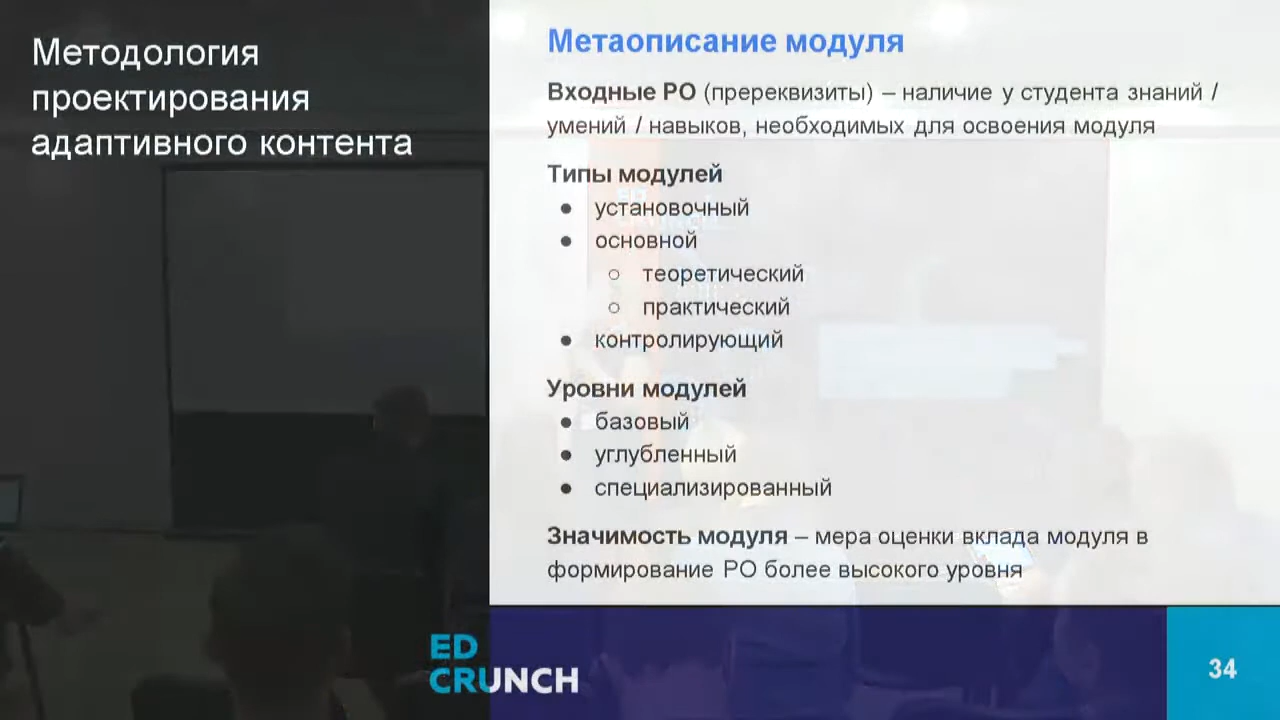 Методология
проектирования
адаптивного контента
Метаописание модуля
Входные РО (пререквизиты) – наличие у студента знаний /
умений / навыков, необходимых для освоения модуля
Типы модулей
● установочный
● основной
○ теоретический
○ практический
● контролирующий
Уровни модулей
● базовый
● углубленный
● специализированный
Значимость модуля – мера оценки вклада модуля в
формирование РО более высокого уровня
ED
CRUNCH
34